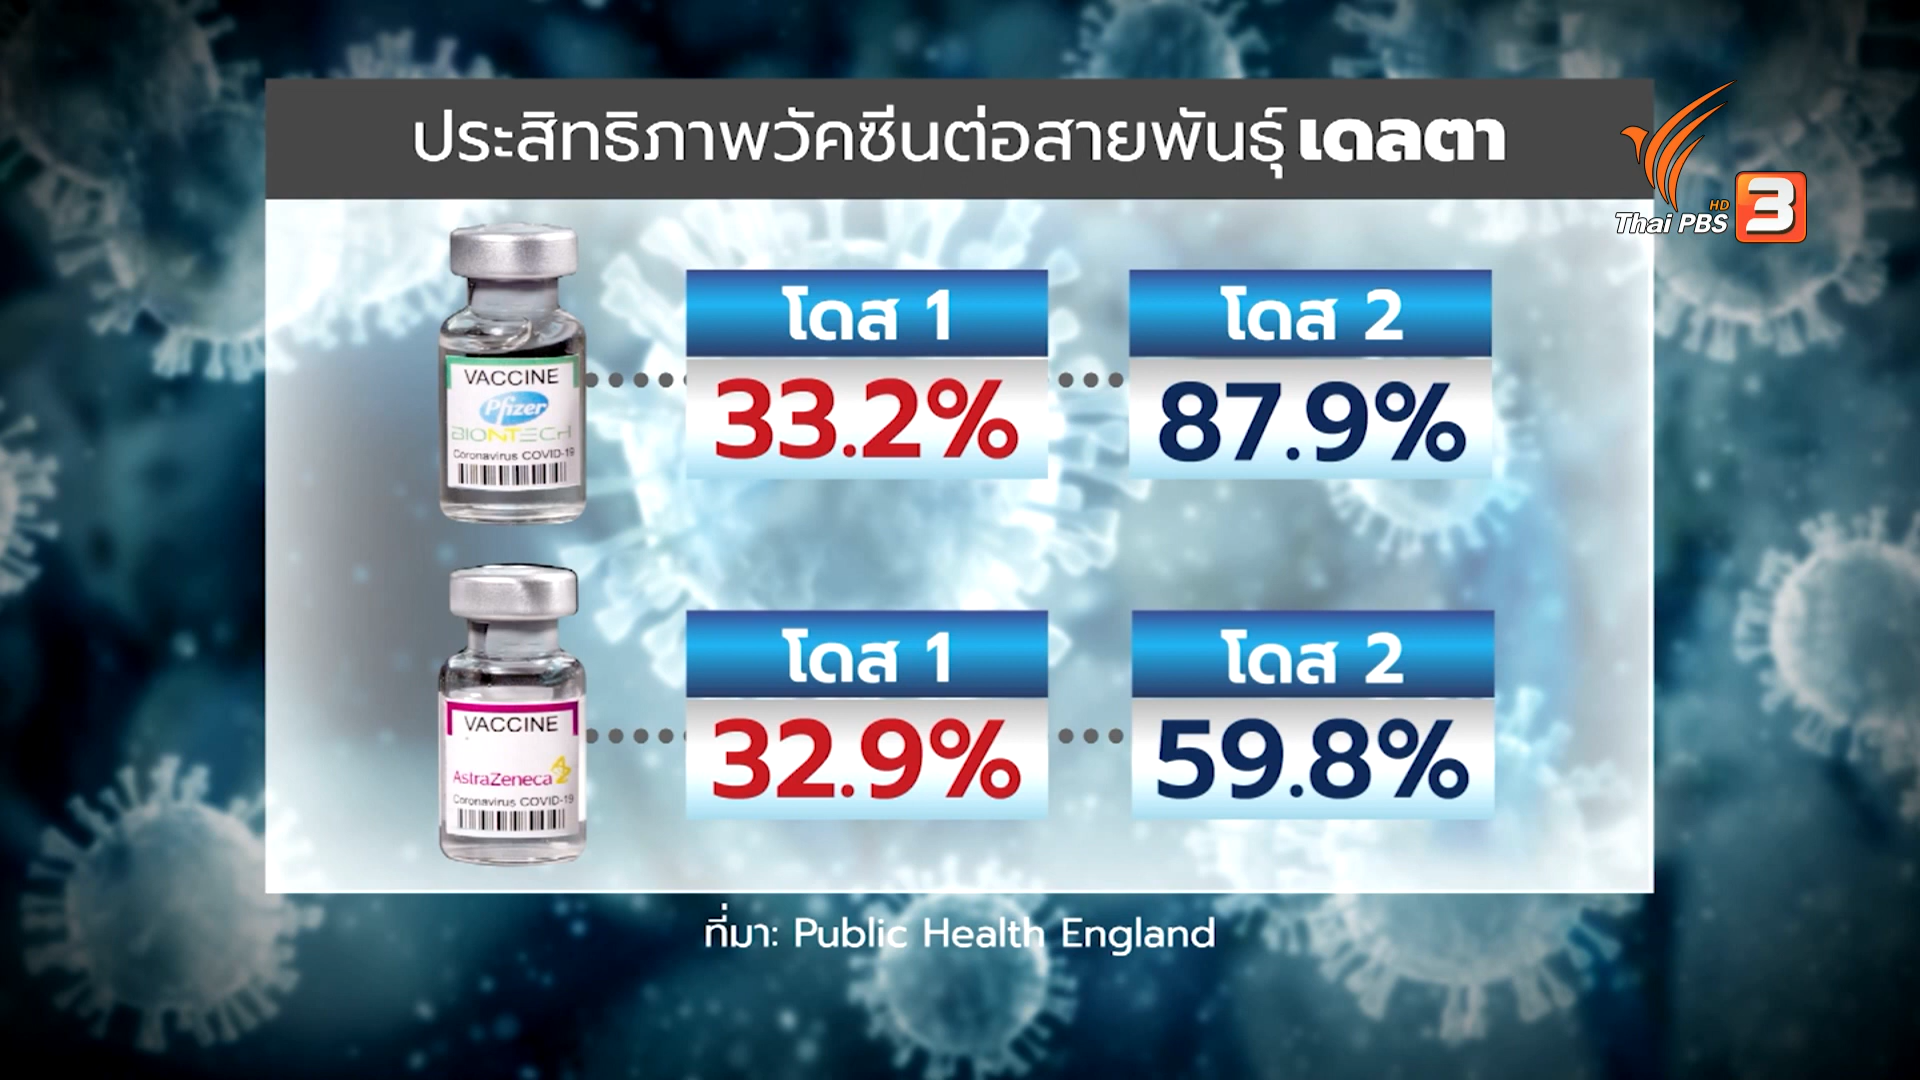 ประสิทธิภาพวัคซีนต่อสายพันธุ์ เดลตา
HD
Thai PBS 3
VACCINE
Pfizer
BIONTECH
Coronavirus COVID-19
โดส 1
33.2%
โดส 2
87.9%
VACCINE
AstraZeneca
Coronavirus COVID-19
โดส 1
32.9%
โดส 2
59.8%
ที่มา: Public Health England